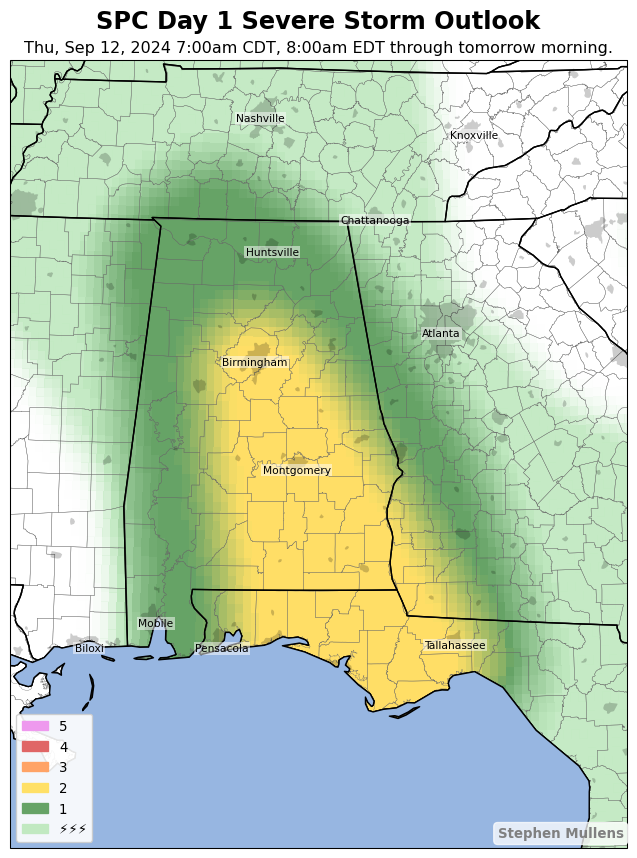 SPC Day 1 Severe Storm Outlook
Thu, Sep 12, 2024 7:00am CDT, 8:00am EDT through tomorrow morning.
Nashville
Knoxville
Chattanooga
Huntsville
Atlanta
Birmingham
Montgomery
Mobile
Biloxi
Pensacola
Tallahassee
5
4
3
2
1
⚡⚡⚡
Stephen Mullens